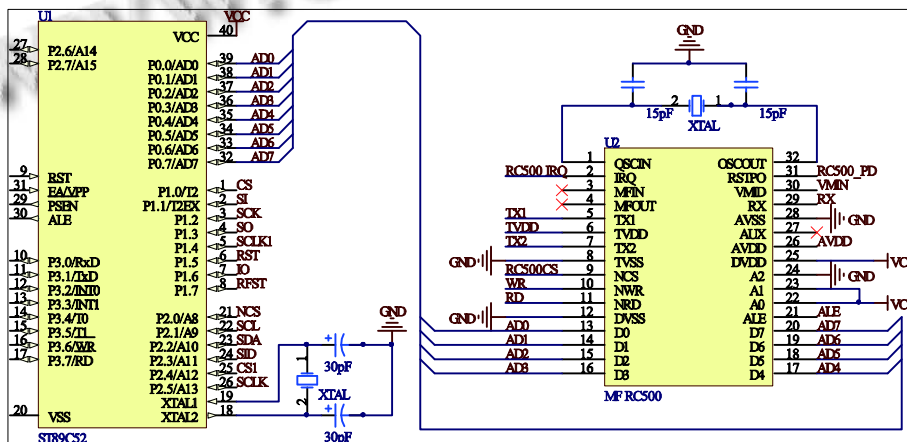 U1
VCC
VCC 40
27 P2.6/A14
28 P2.7/A15
P0.0/AD0 39 AD0
P0.1/AD1 38 AD1
P0.2/AD2 37 AD2
P0.3/AD3 36 AD3
P0.4/AD4 35 AD4
P0.5/AD5 34 AD5
P0.6/AD6 33 AD6
P0.7/AD7 32 AD7
9 RST
31 EA/VPP
29 PSEN
30 ALE
P1.0/T2 1 CS
P1.1/T2EX 2 SI
P1.2 3 SCK
P1.3 4 SO
P1.4 5 SCLK1
P1.5 6 RST
P1.6 7 IO
P1.7 8 RFST
10 P3.0/RxD
11 P3.1/TxD
12 P3.2/INT0
13 P3.3/INT1
14 P3.4/T0
15 P3.5/T1
16 P3.6/WR
17 P3.7/RD
P2.0/A8 21 NCS
P2.1/A9 22 SCL
P2.2/A10 23 SDA
P2.3/A11 24 SID
P2.4/A12 25 CS1
P2.5/A13 26 SCLK
XTAL1 19
XTAL2 18
20 VSS
ST89C52
GND
30pF
1
XTAL
2
30pF
GND
15pF
2 1
XTAL
15pF
U2
1 QSCIN
RC500 IRQ 2 IRQ
3 MFIN
4 MFOUT
TX1 5 TX1
TVDD 6 TVDD
TX2 7 TX2
GND 8 TVSS
RC500CS 9 NCS
WR 10 NWR
RD 11 NRD
GND 12 DVSS
AD0 13 D0
AD1 14 D1
AD2 15 D2
AD3 16 D3
OSCOUT 32
RSTPO 31 RC500_PD
VMID 30 VMIN
RX 29 RX
AVSS 28 GND
AUX 27
AVDD 26 AVDD
DVDD 25 VC
A2 24 GND
A1 23
A0 22 VC
ALE 21 ALE
D7 20 AD7
D6 19 AD6
D5 18 AD5
D4 17 AD4
MF RC500